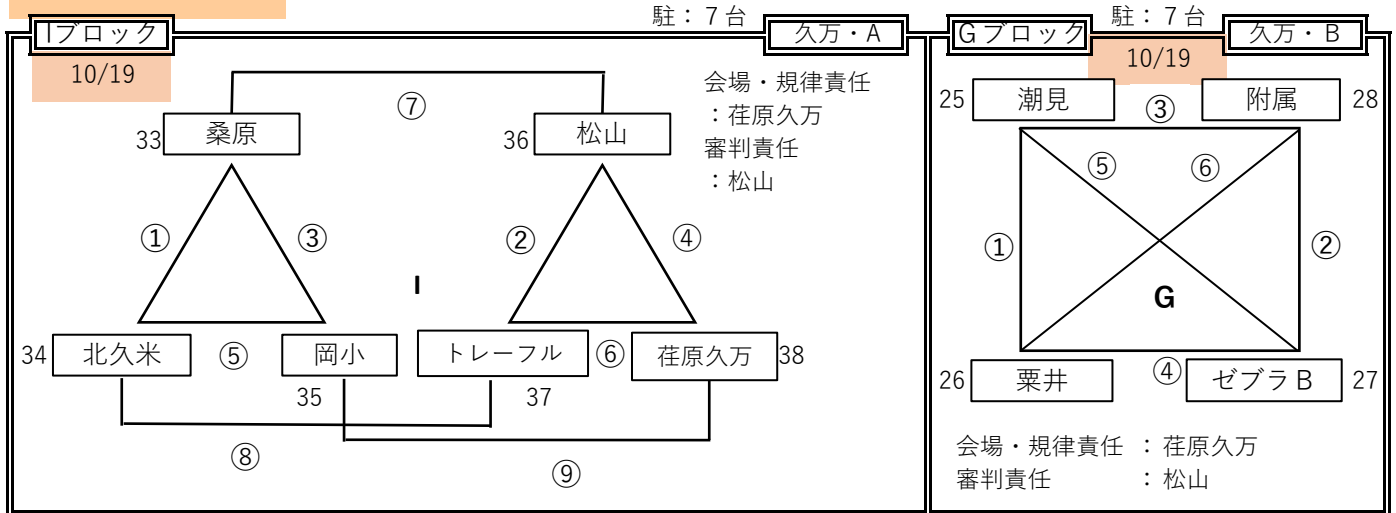 Iブロック
駐：７台
久万・A
10/19
会場・規律責任
：荏原久万
審判責任
：松山
⑦
33
桑原
36
松山
①
③
②
④
I
34
北久米
⑤
岡小
トレーフル
⑥
荏原久万
38
35
37
⑧
⑨
Ｇブロック
駐：７台
久万・B
10/19
25
潮見
③
附属
28
⑤
⑥
①
②
G
26
粟井
④
ゼブラＢ
27
会場・規律責任 ：荏原久万
審判責任 ：松山